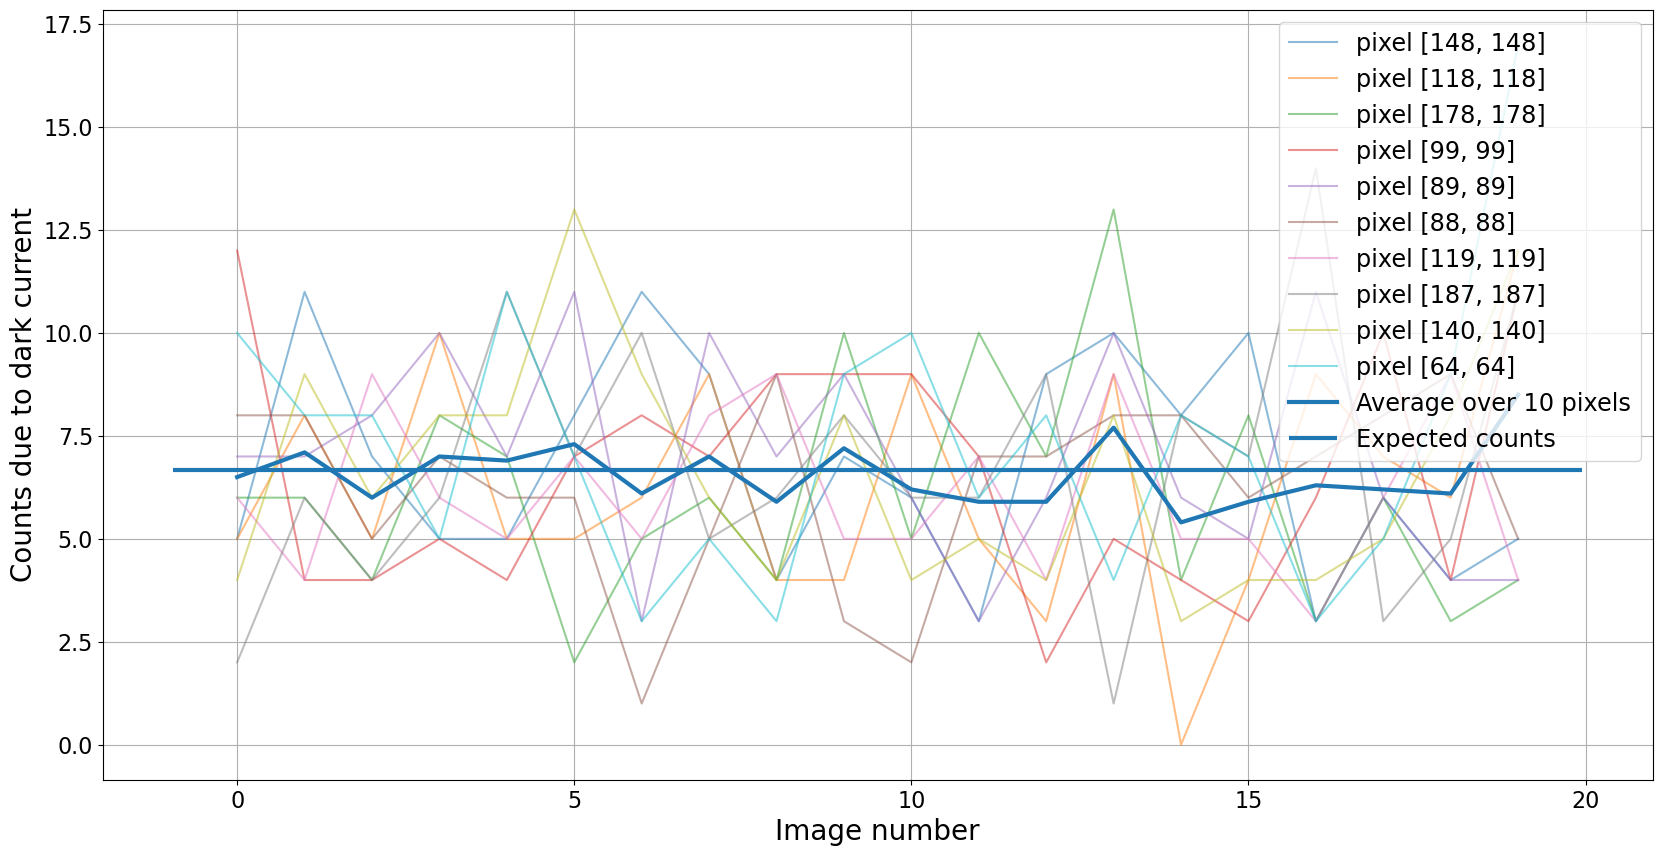 17.5
15.0
12.5
10.0
7.5
5.0
2.5
0.0
Counts due to dark current
0 5 10 15 20
Image number
pixel [148, 148]
pixel [118, 118]
pixel [178, 178]
pixel [99, 99]
pixel [89, 89]
pixel [88, 88]
pixel [119, 119]
pixel [187, 187]
pixel [140, 140]
pixel [64, 64]
Average over 10 pixels
Expected counts